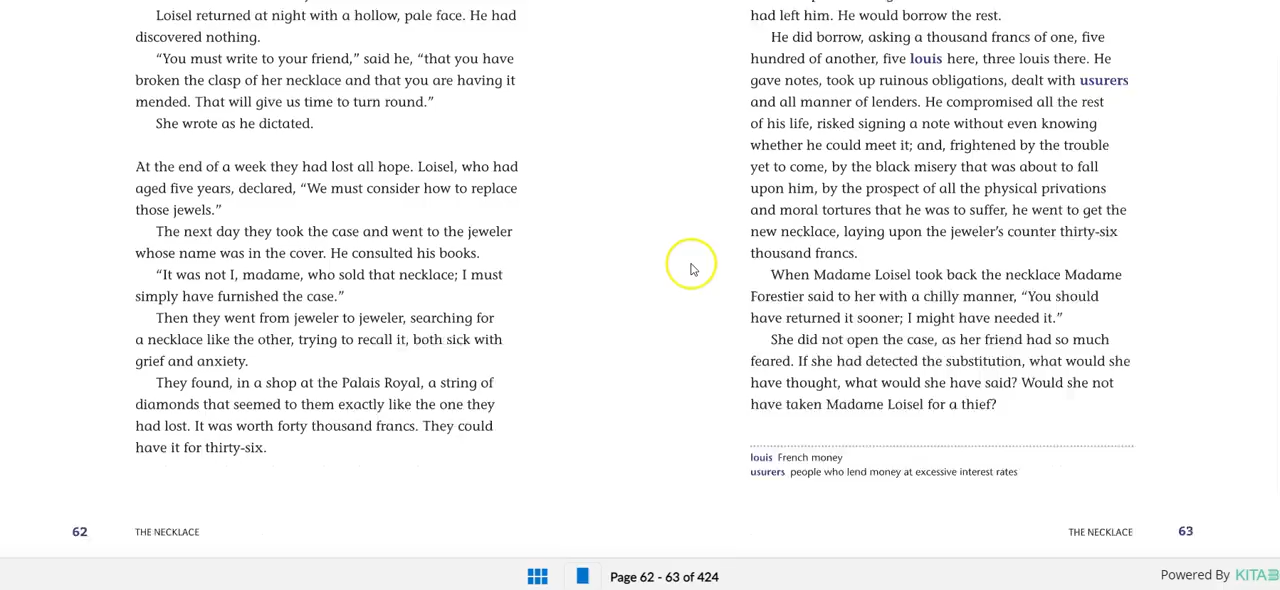 Loisel returned at night with a hollow, pale face. He had
discovered nothing.
“You must write to your friend,” said he, “that you have
broken the clasp of her necklace and that you are having it
mended. That will give us time to turn round.”
She wrote as he dictated.
At the end of a week they had lost all hope. Loisel, who had
aged five years, declared, “We must consider how to replace
those jewels.”
The next day they took the case and went to the jeweler
whose name was in the cover. He consulted his books.
“It was not I, madame, who sold that necklace; I must
simply have furnished the case.”
Then they went from jeweler to jeweler, searching for
a necklace like the other, trying to recall it, both sick with
grief and anxiety.
They found, in a shop at the Palais Royal, a string of
diamonds that seemed to them exactly like the one they
had lost. It was worth forty thousand francs. They could
have it for thirty-six.
62 THE NECKLACE
had left him. He would borrow the rest.
He did borrow, asking a thousand francs of one, five
hundred of another, five louis here, three louis there. He
gave notes, took up ruinous obligations, dealt with usurers
and all manner of lenders. He compromised all the rest
of his life, risked signing a note without even knowing
whether he could meet it; and, frightened by the trouble
yet to come, by the black misery that was about to fall
upon him, by the prospect of all the physical privations
and moral tortures that he was to suffer, he went to get the
new necklace, laying upon the jeweler’s counter thirty-six
thousand francs.
When Madame Loisel took back the necklace Madame
Forestier said to her with a chilly manner, “You should
have returned it sooner; I might have needed it.”
She did not open the case, as her friend had so much
feared. If she had detected the substitution, what would she
have thought, what would she have said? Would she not
have taken Madame Loisel for a thief?
louis French money
usurers people who lend money at excessive interest rates
THE NECKLACE 63
Page 62 - 63 of 424
Powered By KITAB